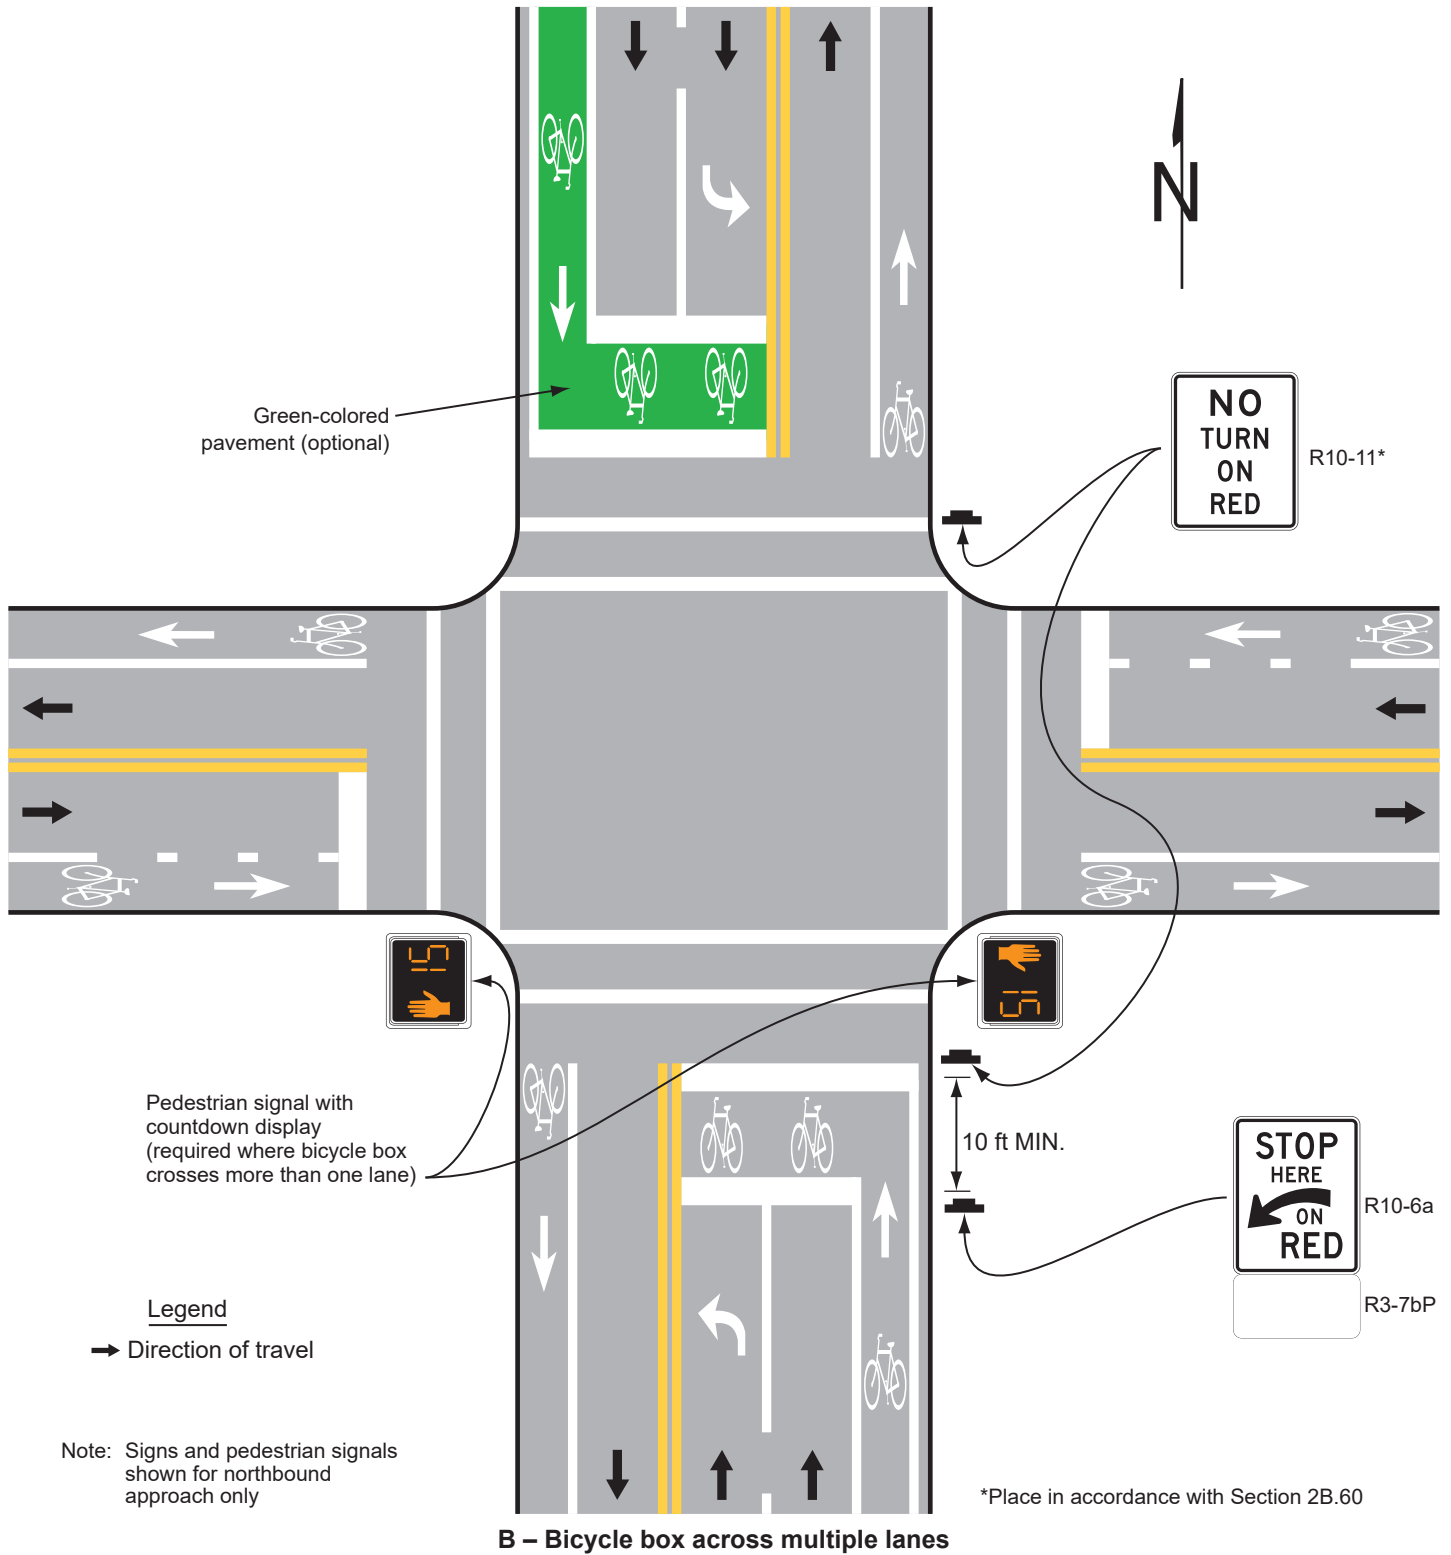 N
Green-colored
pavement (optional)
NO
TURN
ON
RED
R10-11*
15
15
Pedestrian signal with
countdown display
(required where bicycle box
crosses more than one lane)
10 ft MIN.
STOP
HERE
ON
RED
R10-6a
R3-7bP
Legend
Direction of travel
Note: Signs and pedestrian signals
shown for northbound
approach only
*Place in accordance with Section 2B.60
B – Bicycle box across multiple lanes